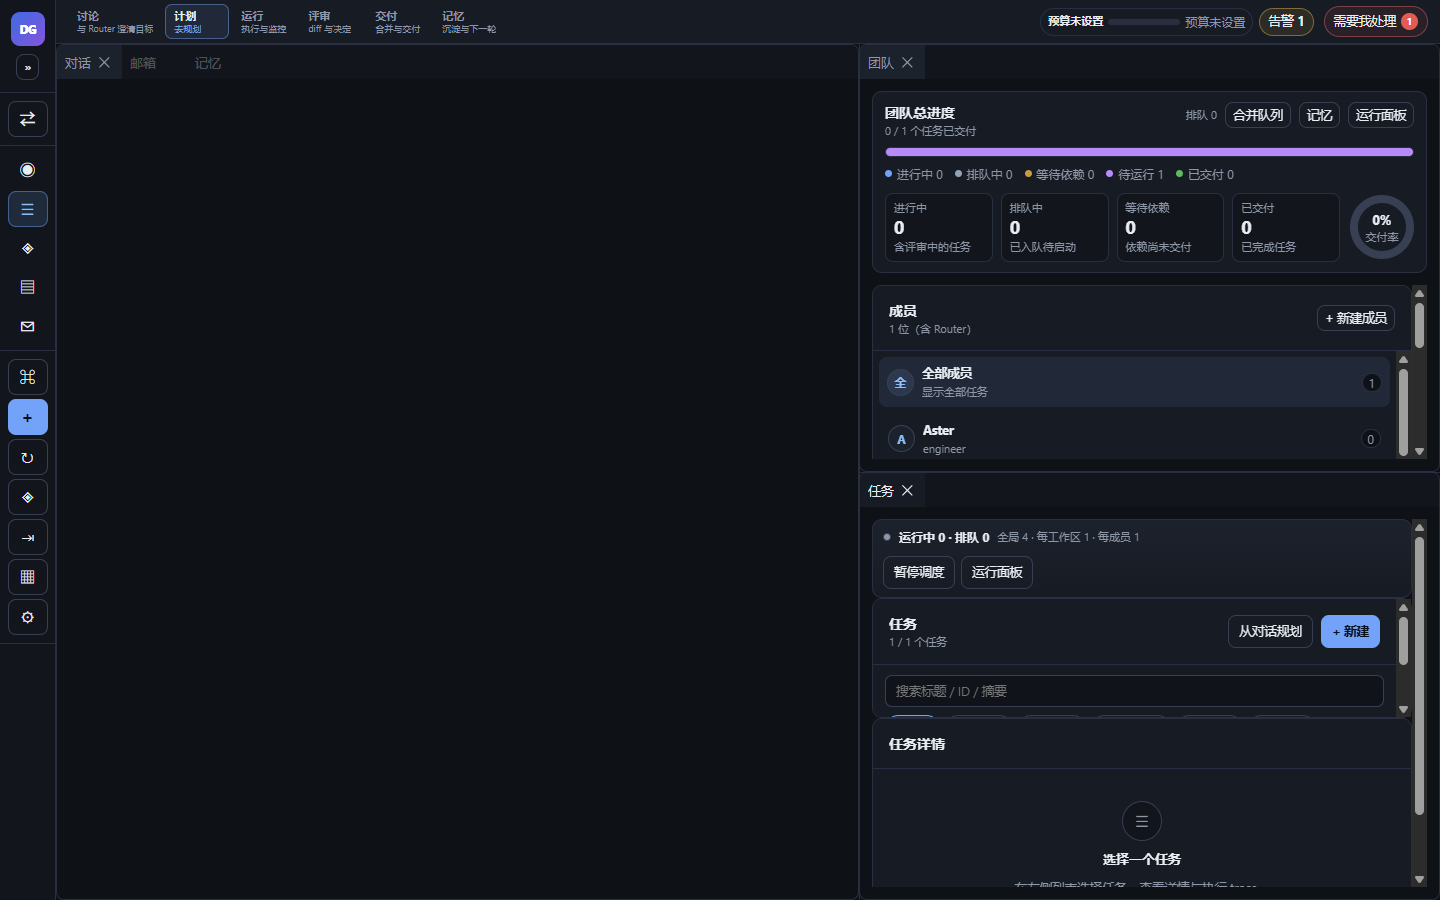 DG
»
讨论
与 Router 澄清目标
计划
去规划
运行
执行与监控
评审
diff 与决定
交付
合并与交付
记忆
沉淀与下一轮
预算未设置 预算未设置
告警 1
需要我处理 1
对话
邮箱
记忆
团队
团队总进度
0 / 1 个任务已交付
排队 0
合并队列
记忆
运行面板
进行中 0
排队中 0
等待依赖 0
待运行 1
已交付 0
进行中
0
含评审中的任务
排队中
0
已入队待启动
等待依赖
0
依赖尚未交付
已交付
0
已完成任务
0%
交付率
成员
1 位（含 Router）
+ 新建成员
全
全部成员
显示全部任务
1
A
Aster
engineer
0
任务
运行中 0 · 排队 0 全局 4 · 每工作区 1 · 每成员 1
暂停调度
运行面板
任务
1 / 1 个任务
从对话规划
+ 新建
搜索标题 / ID / 摘要
任务详情
选择一个任务